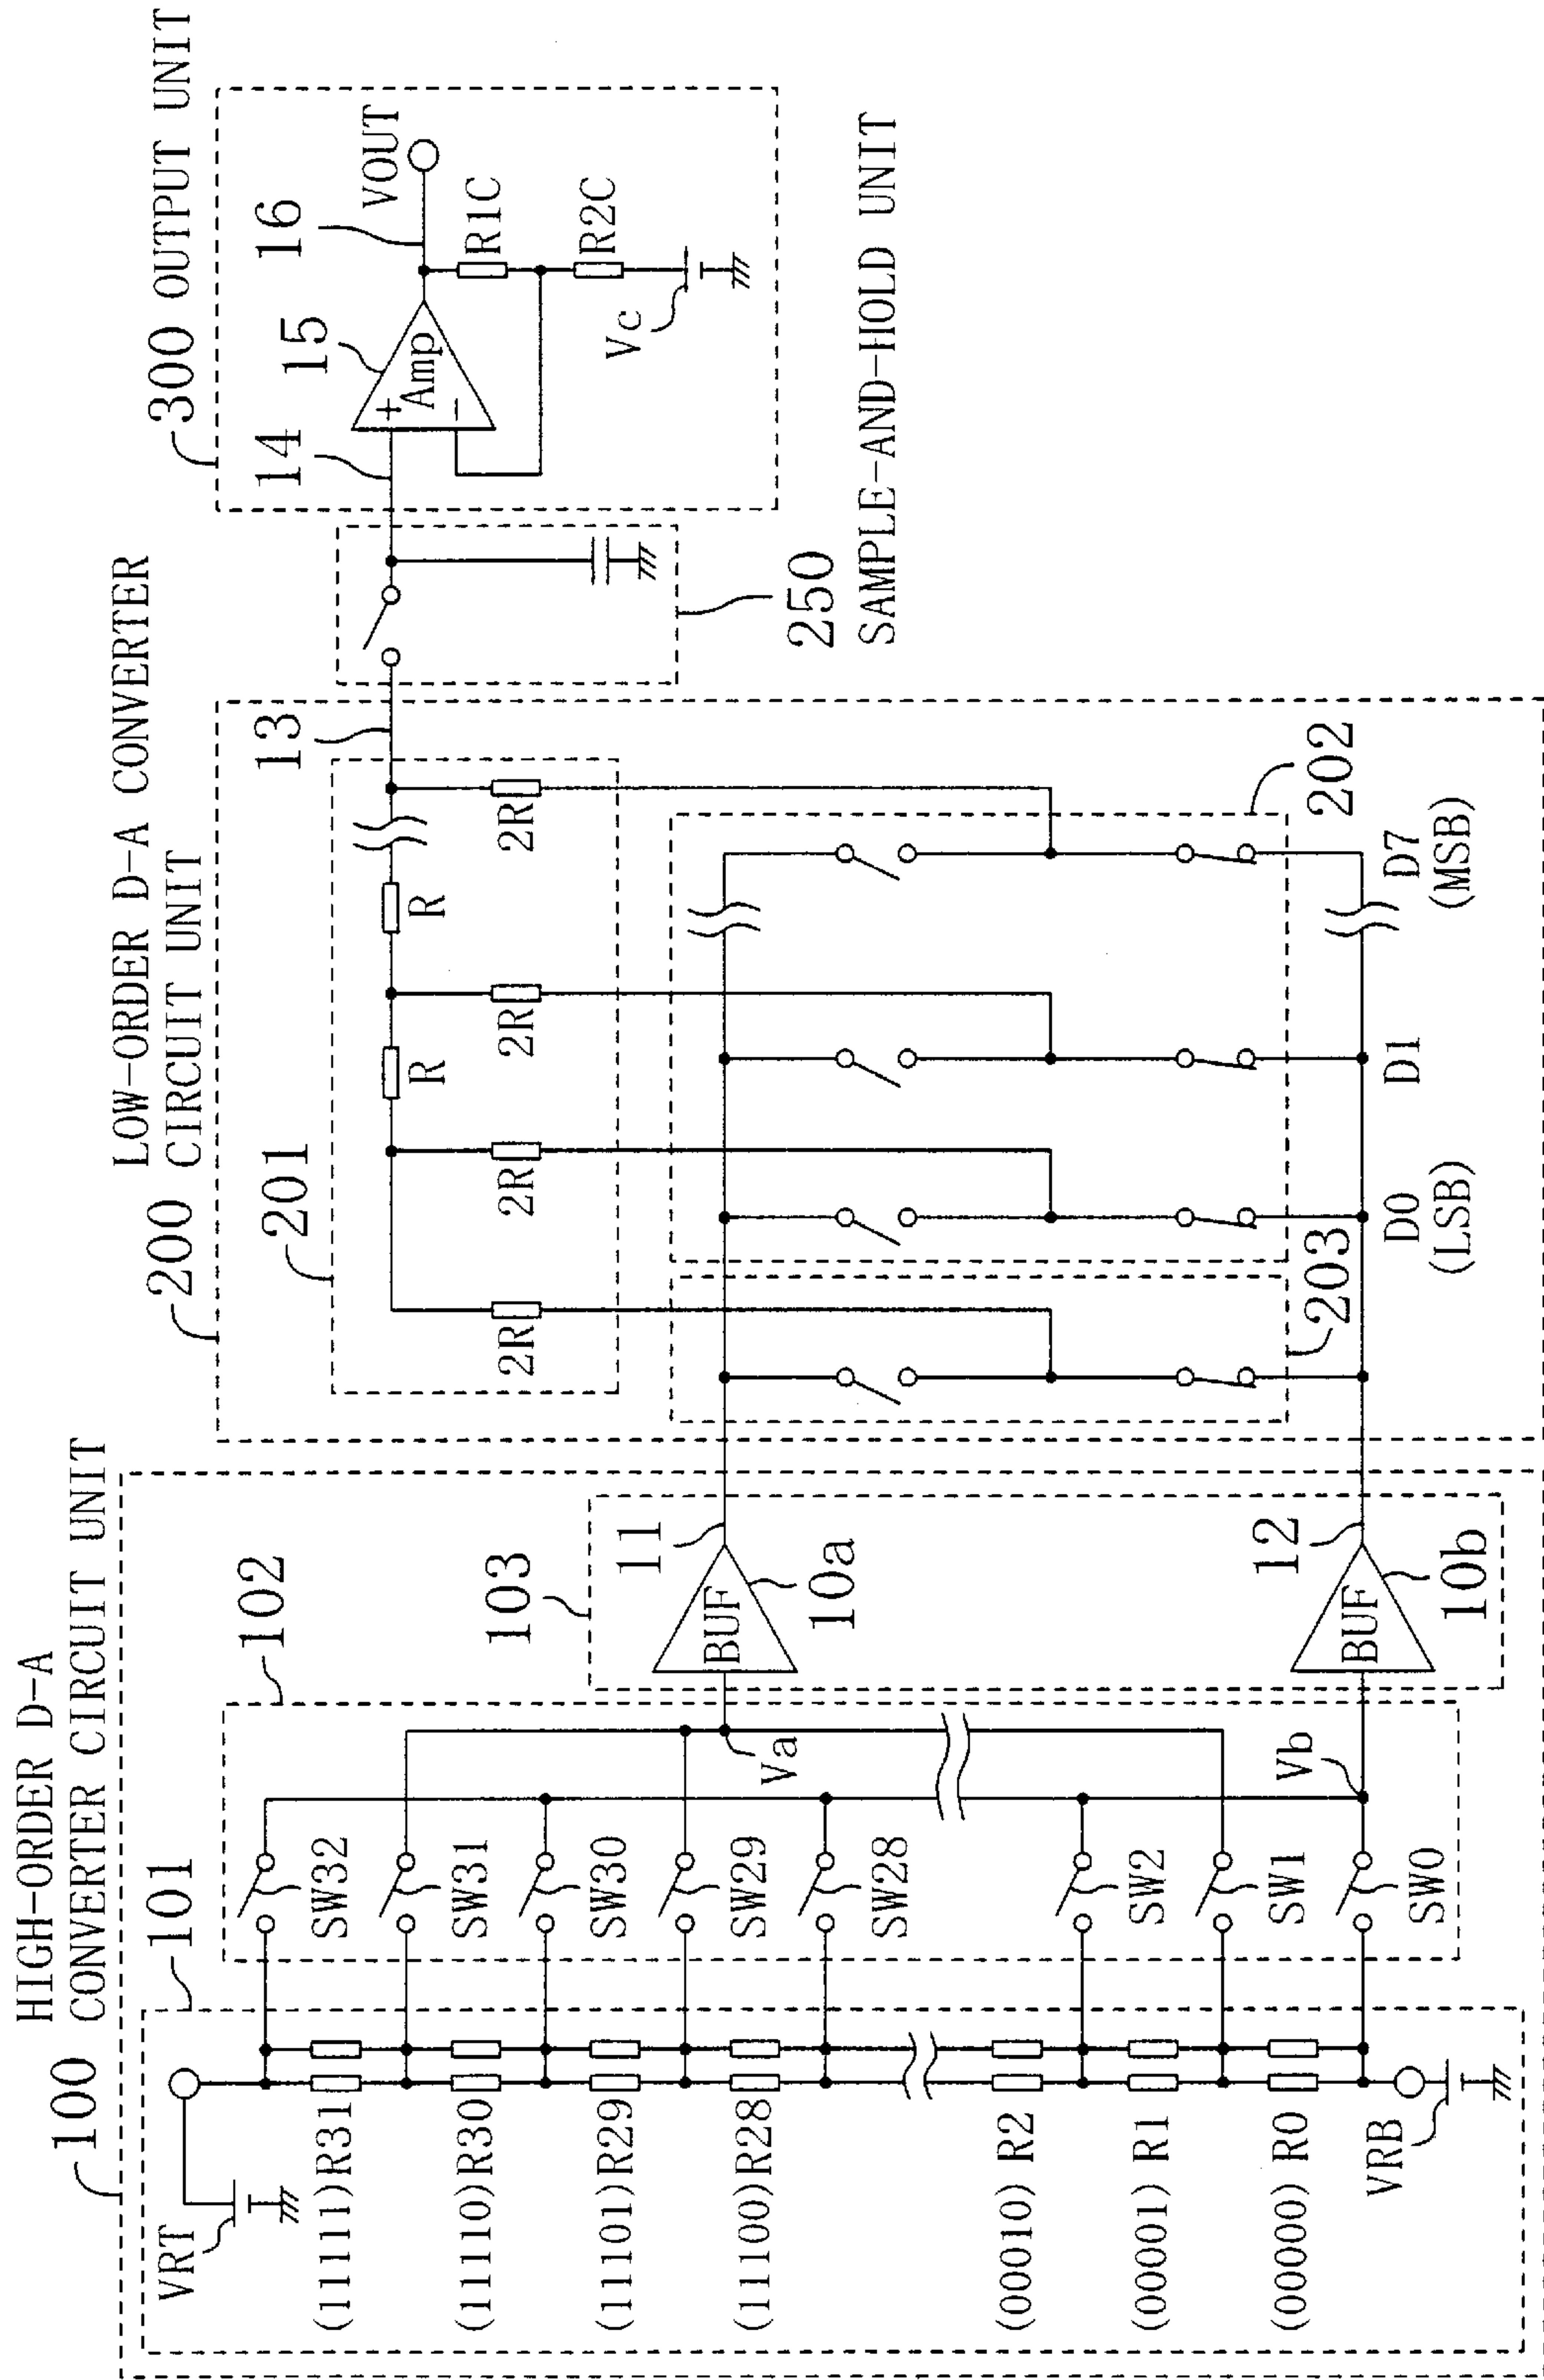 HIGH-ORDER D-A
100 CONVERTER CIRCUIT UNIT
101
102
103
VRT
(11111)R31
(11110)R30
(11101)R29
(11100)R28
(00010) R2
(00001) R1
(00000) R0
VRB
SW32
SW31
SW30
SW29
SW28
SW2
SW1
SW0
Va
Vb
BUF
10a
11
BUF
10b
12
LOW-ORDER D-A CONVERTER
200 CIRCUIT UNIT
201
2R
2R
2R
2R
R
R
13
203
202
D0
(LSB)
D1
D7
(MSB)
250
SAMPLE-AND-HOLD UNIT
300 OUTPUT UNIT
14
15
16
+
-
Amp
VOUT
R1C
R2C
Vc